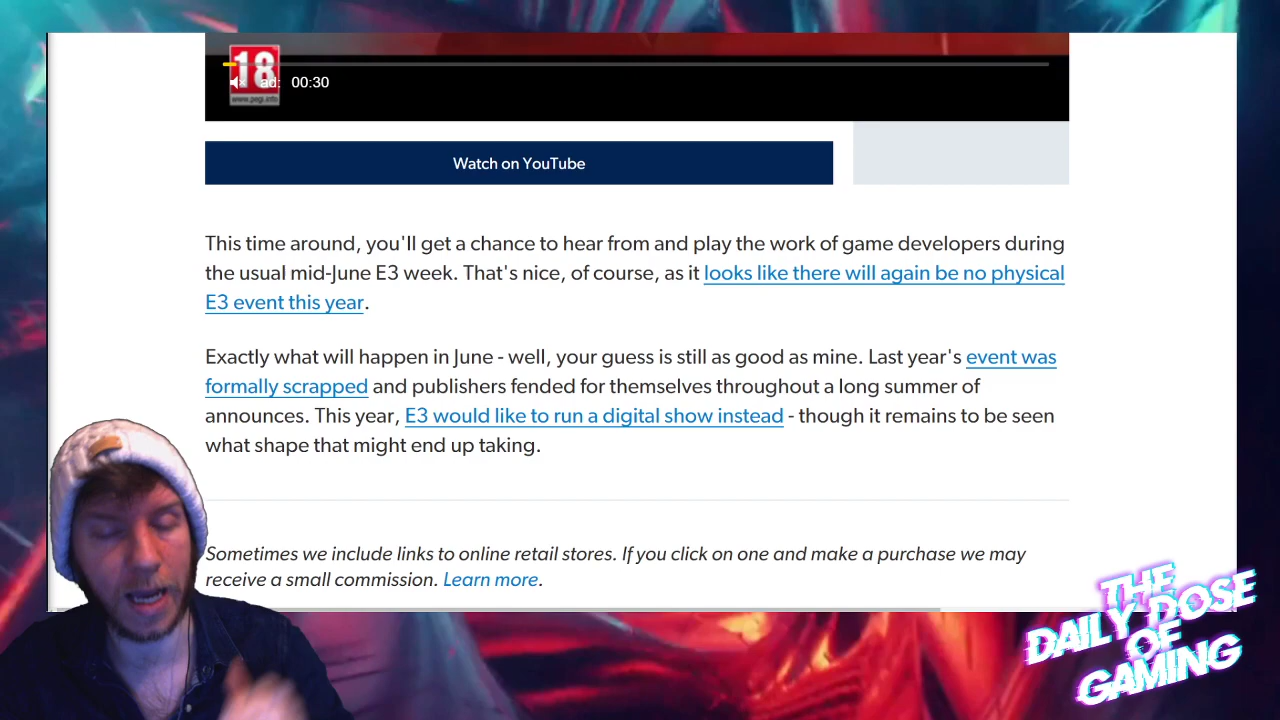 18
www.pegi.info
ad: 00:30
Watch on YouTube
This time around, you'll get a chance to hear from and play the work of game developers during
the usual mid-June E3 week. That's nice, of course, as it looks like there will again be no physical
E3 event this year.
Exactly what will happen in June - well, your guess is still as good as mine. Last year's event was
formally scrapped and publishers fended for themselves throughout a long summer of
announces. This year, E3 would like to run a digital show instead - though it remains to be seen
what shape that might end up taking.
Sometimes we include links to online retail stores. If you click on one and make a purchase we may
receive a small commission. Learn more.
THE
DAILY DOSE
OF
GAMING